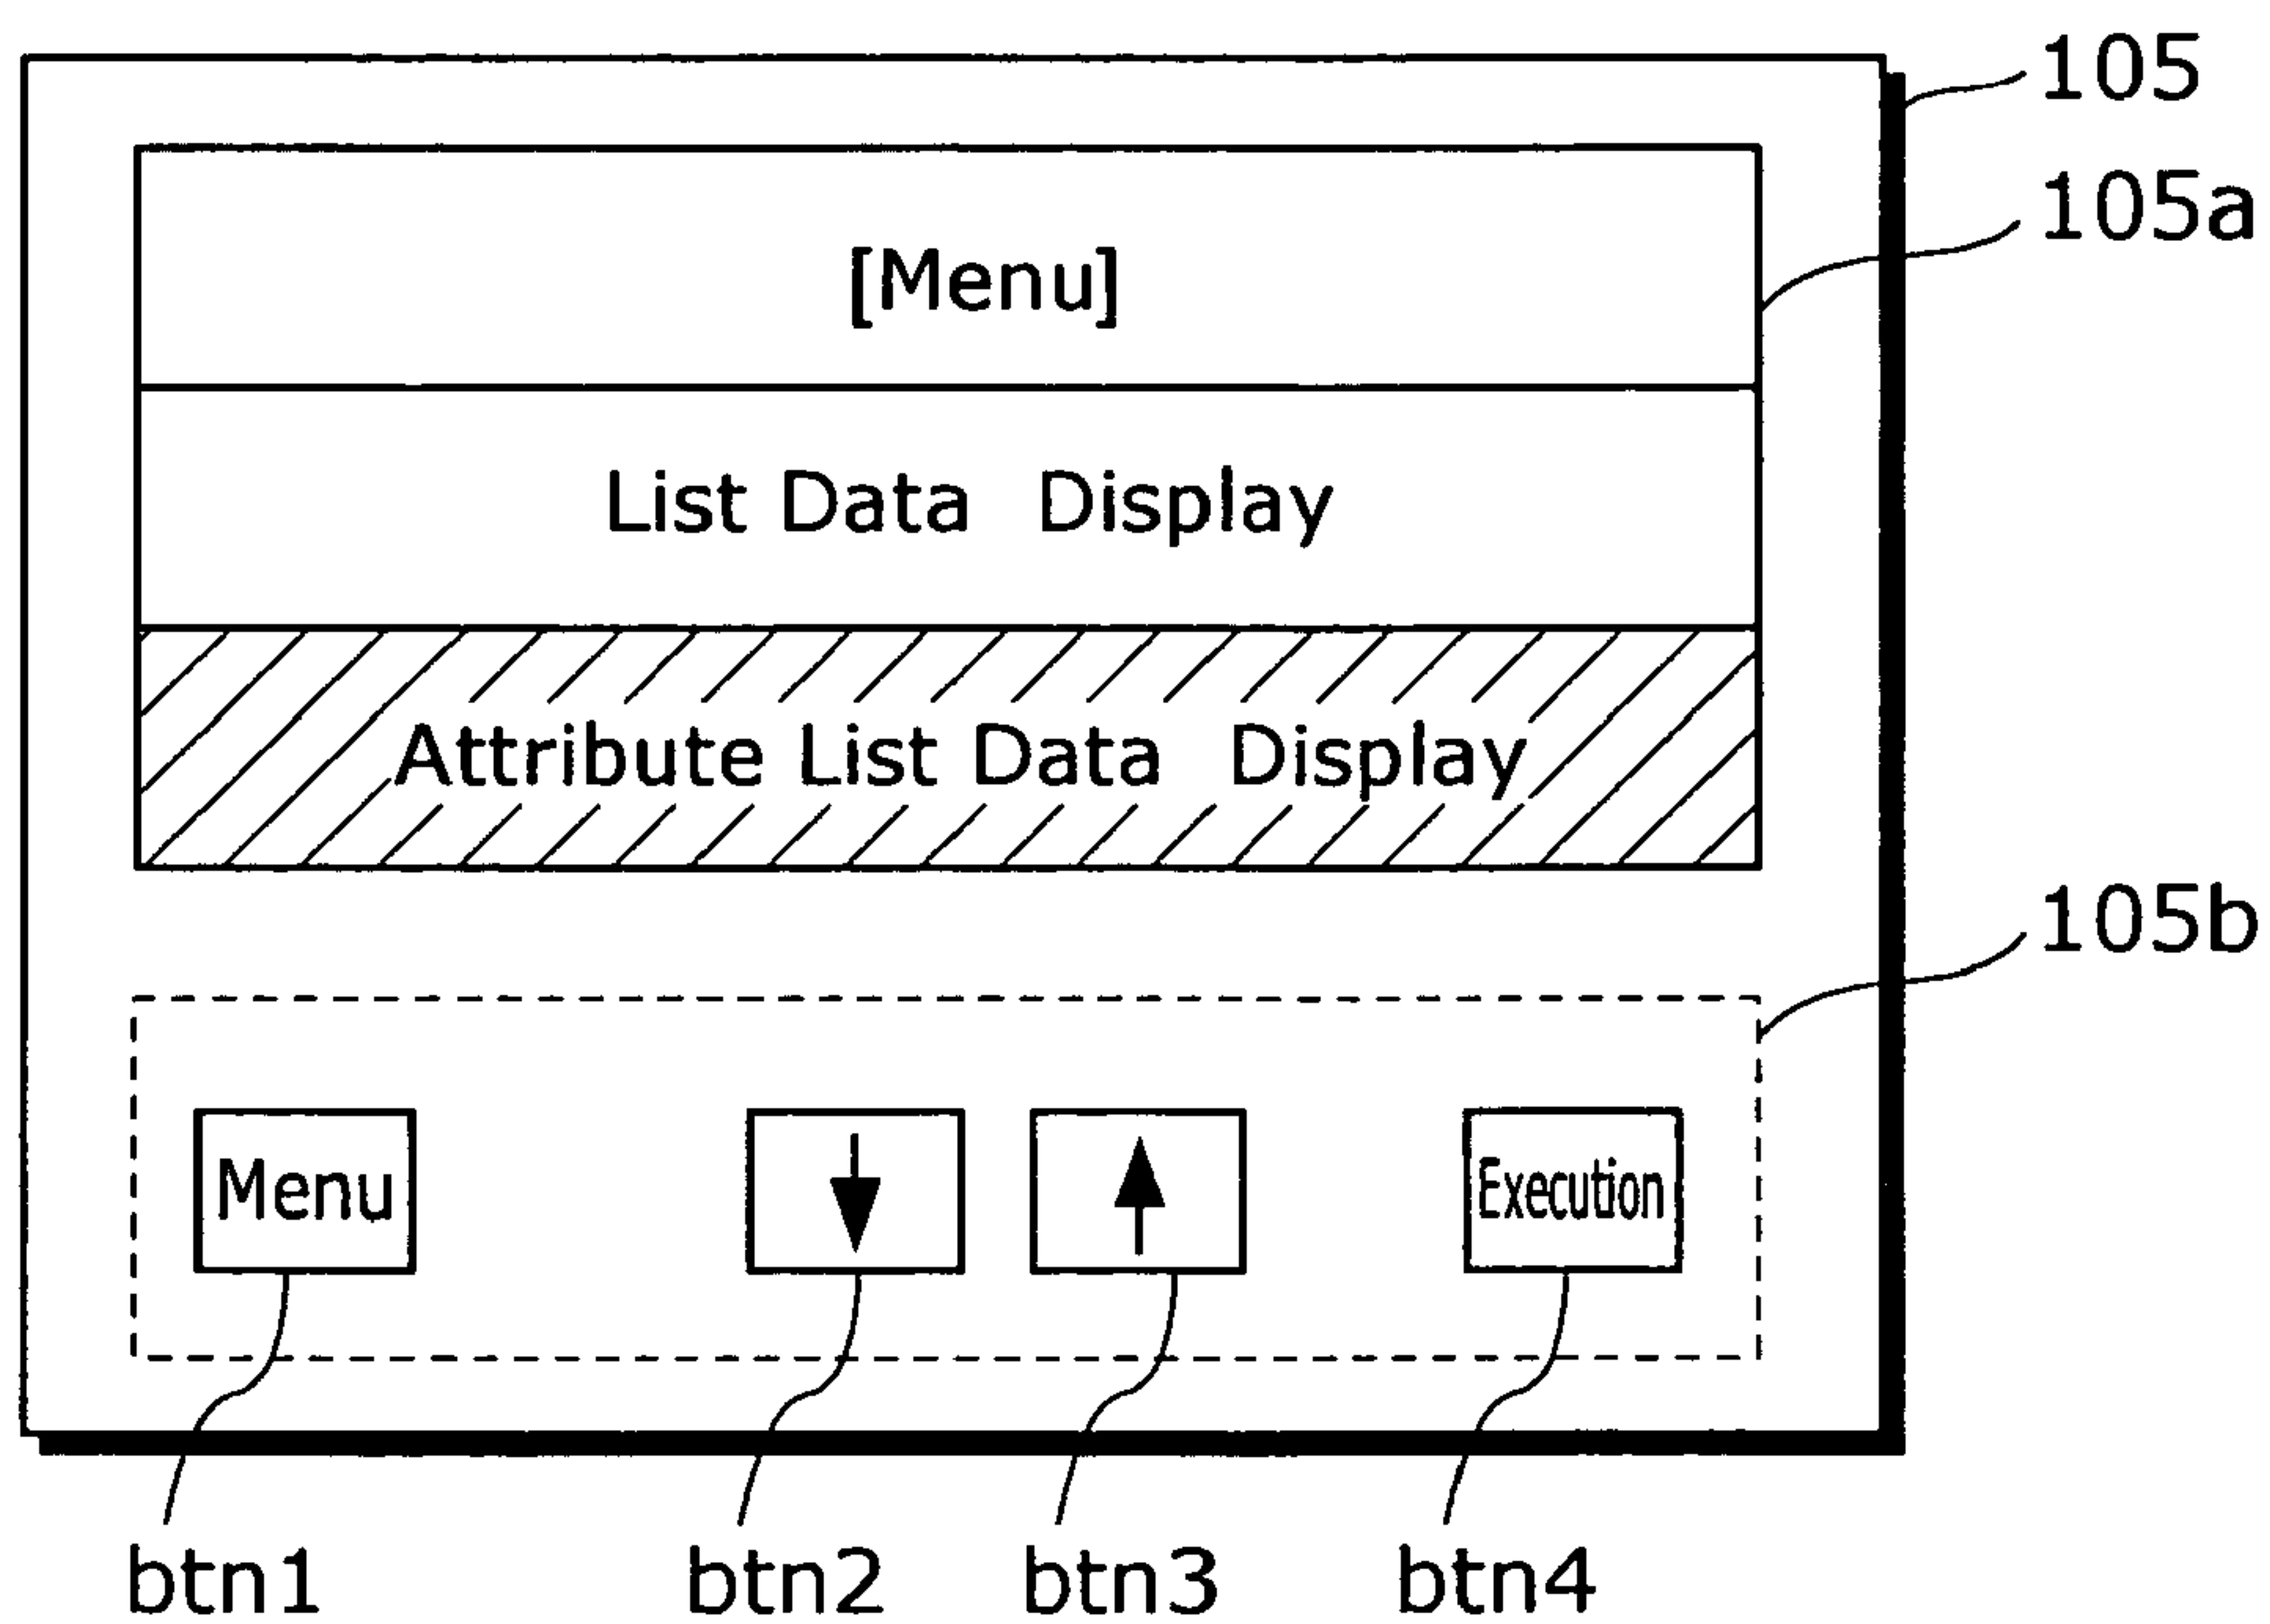 105
105a
[Menu]
List Data Display
Attribute List Data Display
105b
Menu
Execution
btn1
btn2
btn3
btn4